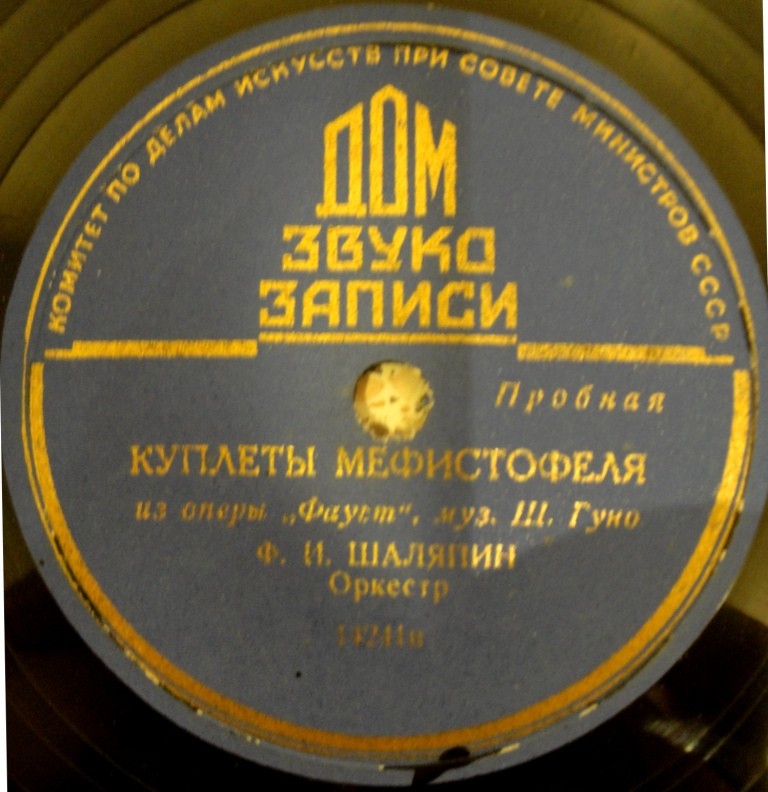 КОМИТЕТ ПО ДЕЛАМ ИСКУССТВ ПРИ СОВЕТЕ МИНИСТРОВ СССР
ДОМ
ЗВУКО
ЗАПИСИ
Пробная
КУПЛЕТЫ МЕФИСТОФЕЛЯ
из оперы „Фауст“, муз. Ш. Гуно
Ф. И. ШАЛЯПИН
Оркестр